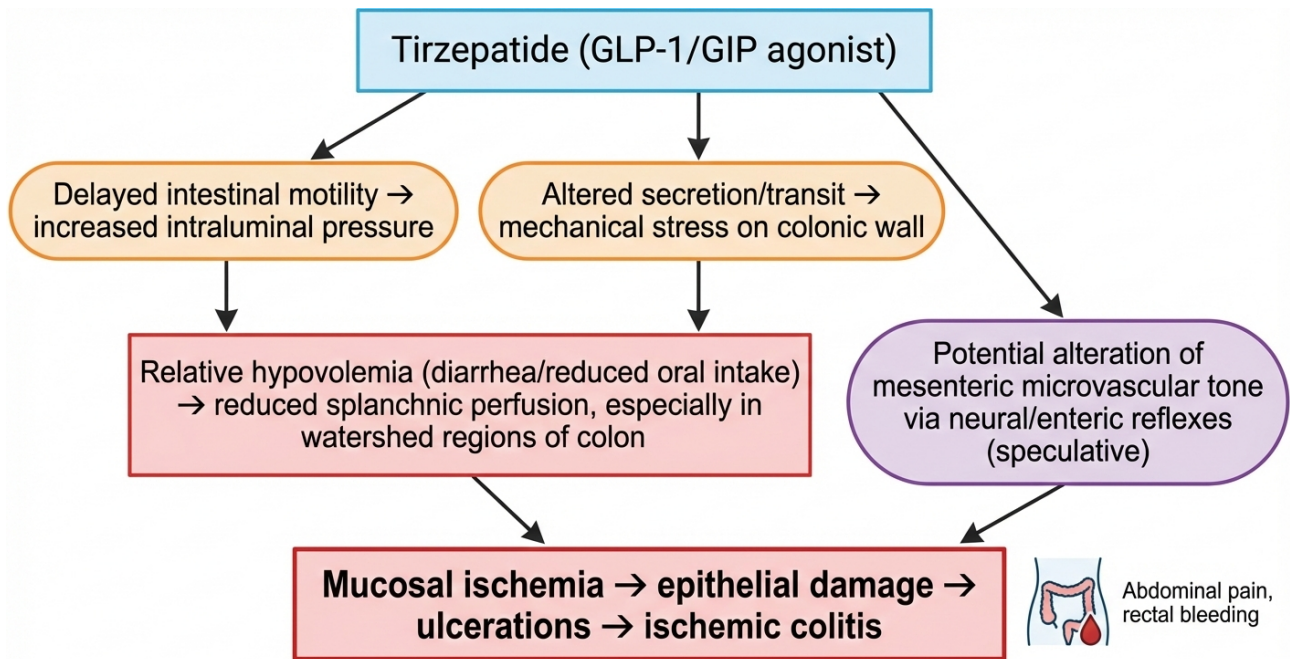 Tirzepatide (GLP-1/GIP agonist)
Delayed intestinal motility →
increased intraluminal pressure
Altered secretion/transit →
mechanical stress on colonic wall
Relative hypovolemia (diarrhea/reduced oral intake)
→ reduced splanchnic perfusion, especially in
watershed regions of colon
Potential alteration of
mesenteric microvascular tone
via neural/enteric reflexes
(speculative)
Mucosal ischemia → epithelial damage →
ulcerations → ischemic colitis
Abdominal pain,
rectal bleeding